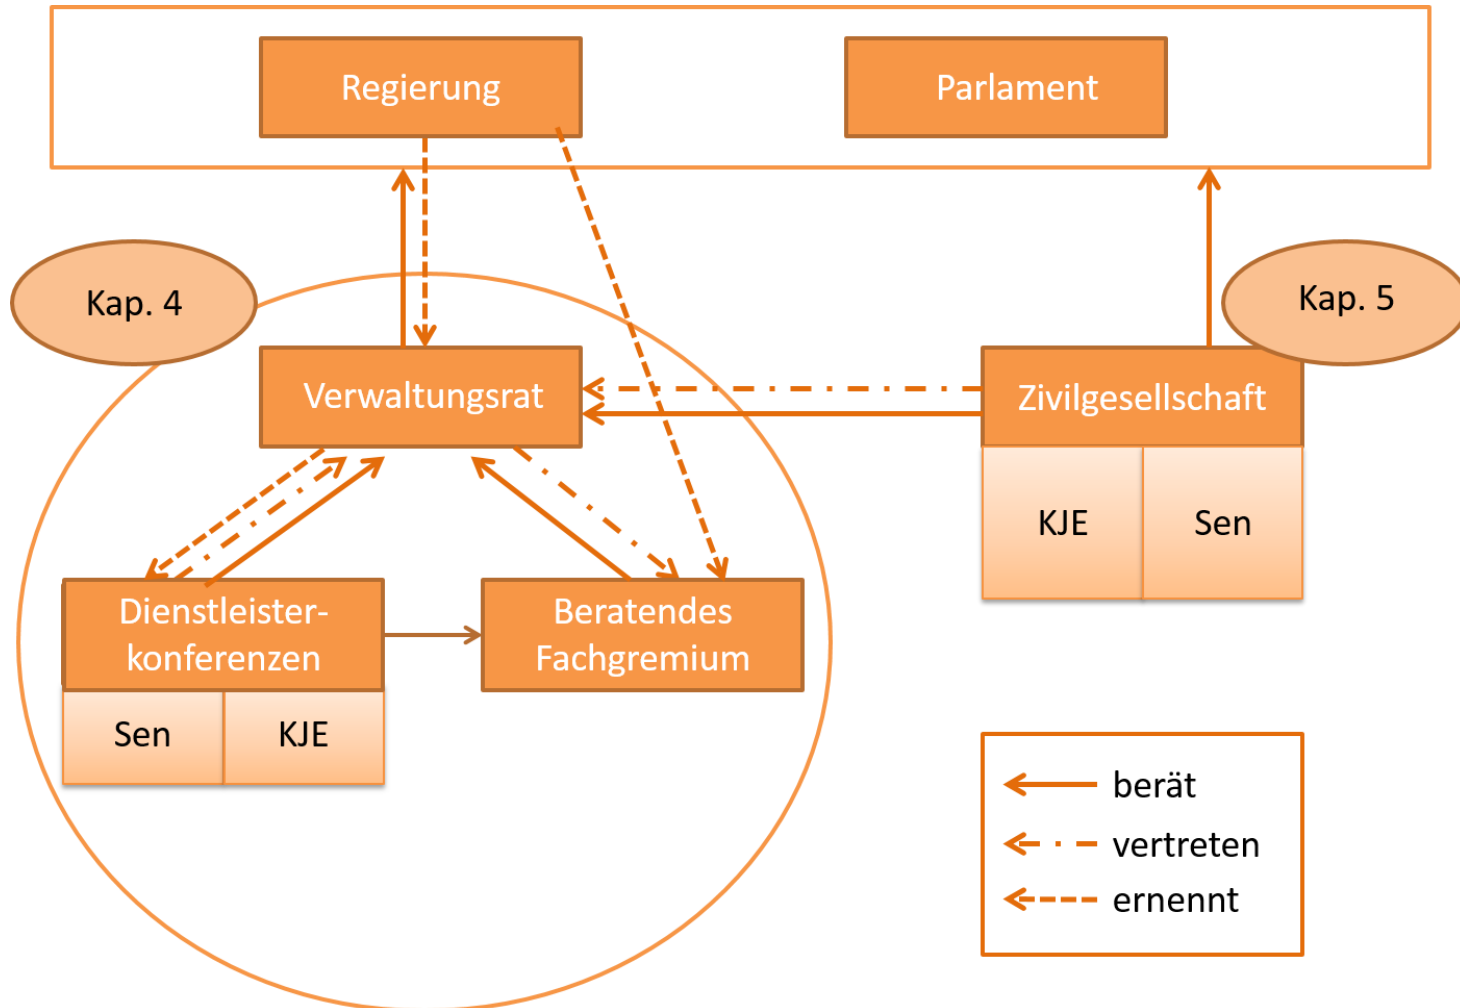 Regierung
Parlament
Kap. 4
Kap. 5
Verwaltungsrat
Zivilgesellschaft
KJE
Sen
Dienstleister-
konferenzen
Beratendes
Fachgremium
Sen
KJE
berät
vertreten
ernennt